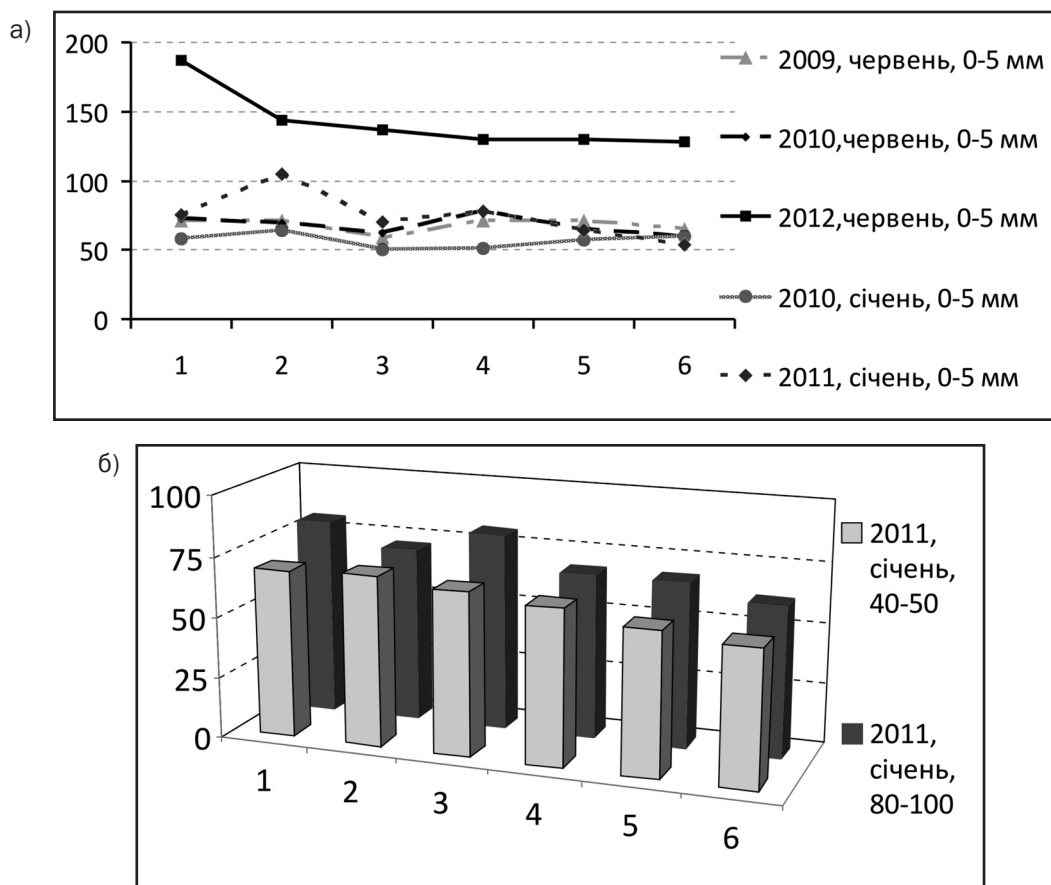 а)
200
150
100
50
0
1 2 3 4 5 6
2009, червень, 0-5 мм
2010,червень, 0-5 мм
2012,червень, 0-5 мм
2010, січень, 0-5 мм
2011, січень, 0-5 мм
б)
100
75
50
25
0
1 2 3 4 5 6
2011,
січень,
40-50
2011,
січень,
80-100